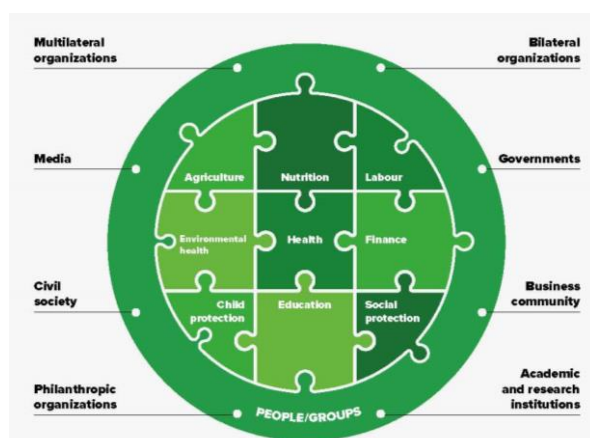 Multilateral
organizations
Bilateral
organizations
Media
Governments
Agriculture
Nutrition
Labour
Environmental
health
Health
Finance
Civil
society
Business
community
Child
protection
Education
Social
protection
Philanthropic
organizations
Academic
and research
institutions
PEOPLE/GROUPS